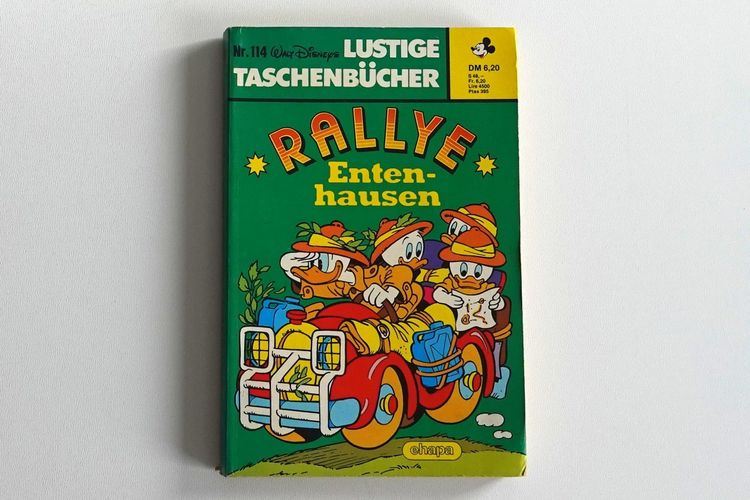 Nr. 114 Walt Disneys LUSTIGE
TASCHENBÜCHER
DM 6,20
S 48,–
Fr. 6,20
Lire 4500
Ptas 395
RALLYE
Enten-
hausen
ehapa